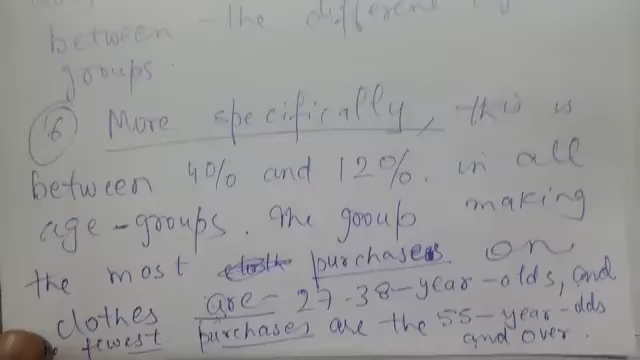 between the different
groups.
6 More specifically, this is
between 4% and 12%. in all
age-groups. The group making
the most purchases on
clothes are - 27-38-year-olds, and
fewest purchases are the 55-year-olds
and over.